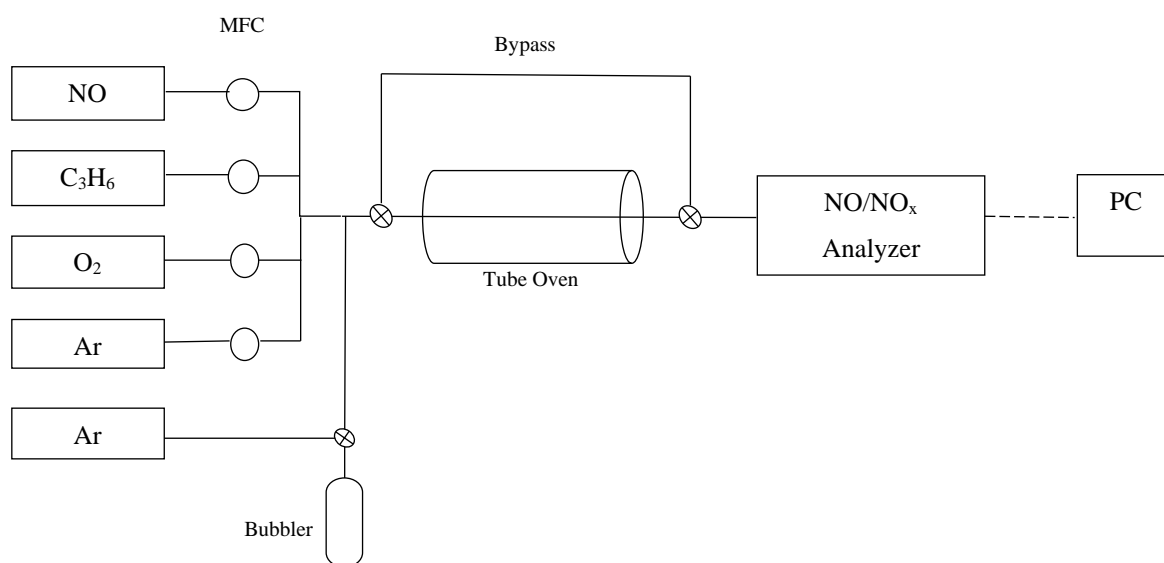 MFC
Bypass
NO
C₃H₆
O₂
Ar
Ar
Tube Oven
NO/NOₓ
Analyzer
PC
Bubbler